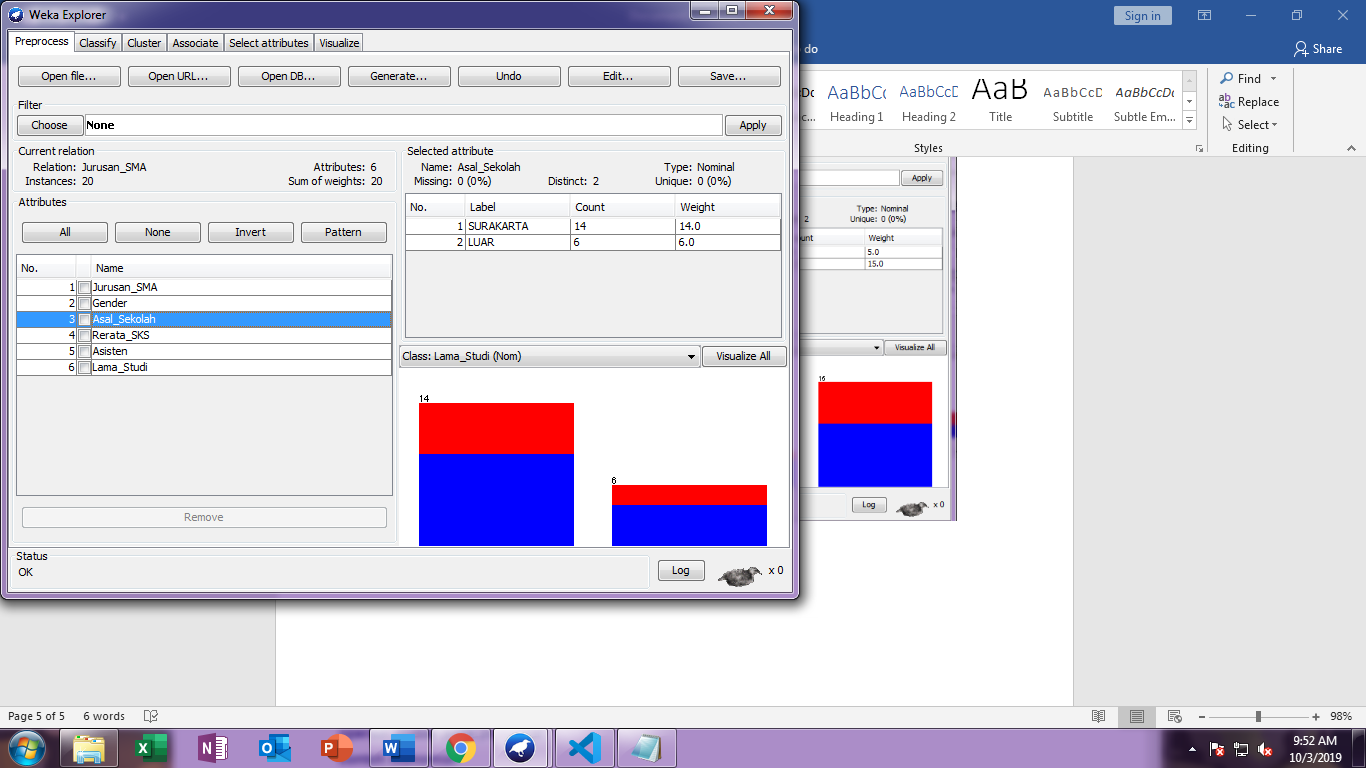 Weka Explorer
Preprocess Classify Cluster Associate Select attributes Visualize
Open file... Open URL... Open DB... Generate... Undo Edit... Save...
Filter
Choose None Apply
Current relation
Relation: Jurusan_SMA Attributes: 6
Instances: 20 Sum of weights: 20
Selected attribute
Name: Asal_Sekolah Type: Nominal
Missing: 0 (0%) Distinct: 2 Unique: 0 (0%)
Attributes
All None Invert Pattern
No. Name
1 Jurusan_SMA
2 Gender
3 Asal_Sekolah
4 Rerata_SKS
5 Asisten
6 Lama_Studi
Remove
No. Label Count Weight
1 SURAKARTA 14 14.0
2 LUAR 6 6.0
Class: Lama_Studi (Nom) Visualize All
14
6
Status
OK
Log x 0
Sign in
do
Share
AaBbCc AaBbCcD AaB AaBbCcD AaBbCcDc
Heading 1 Heading 2 Title Subtitle Subtle Em...
Styles
Find
Replace
Select
Editing
Apply
Type: Nominal
2 Unique: 0 (0%)
unt Weight
5.0
15.0
Visualize All
Log x 0
Page 5 of 5 6 words
98%
9:52 AM
10/3/2019